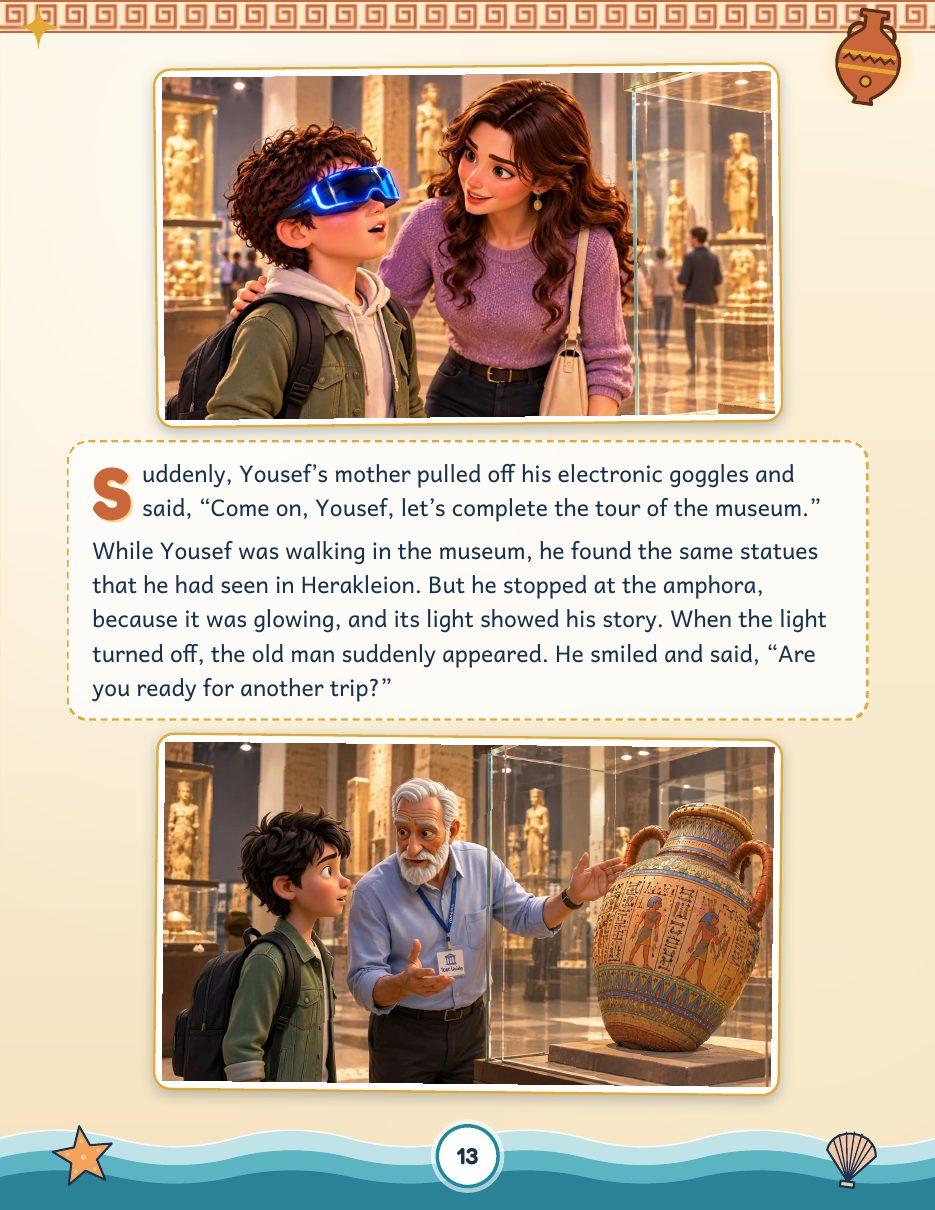 Suddenly, Yousef’s mother pulled off his electronic goggles and
said, “Come on, Yousef, let’s complete the tour of the museum.”
While Yousef was walking in the museum, he found the same statues
that he had seen in Herakleion. But he stopped at the amphora,
because it was glowing, and its light showed his story. When the light
turned off, the old man suddenly appeared. He smiled and said, “Are
you ready for another trip?”
Tour Guide
13